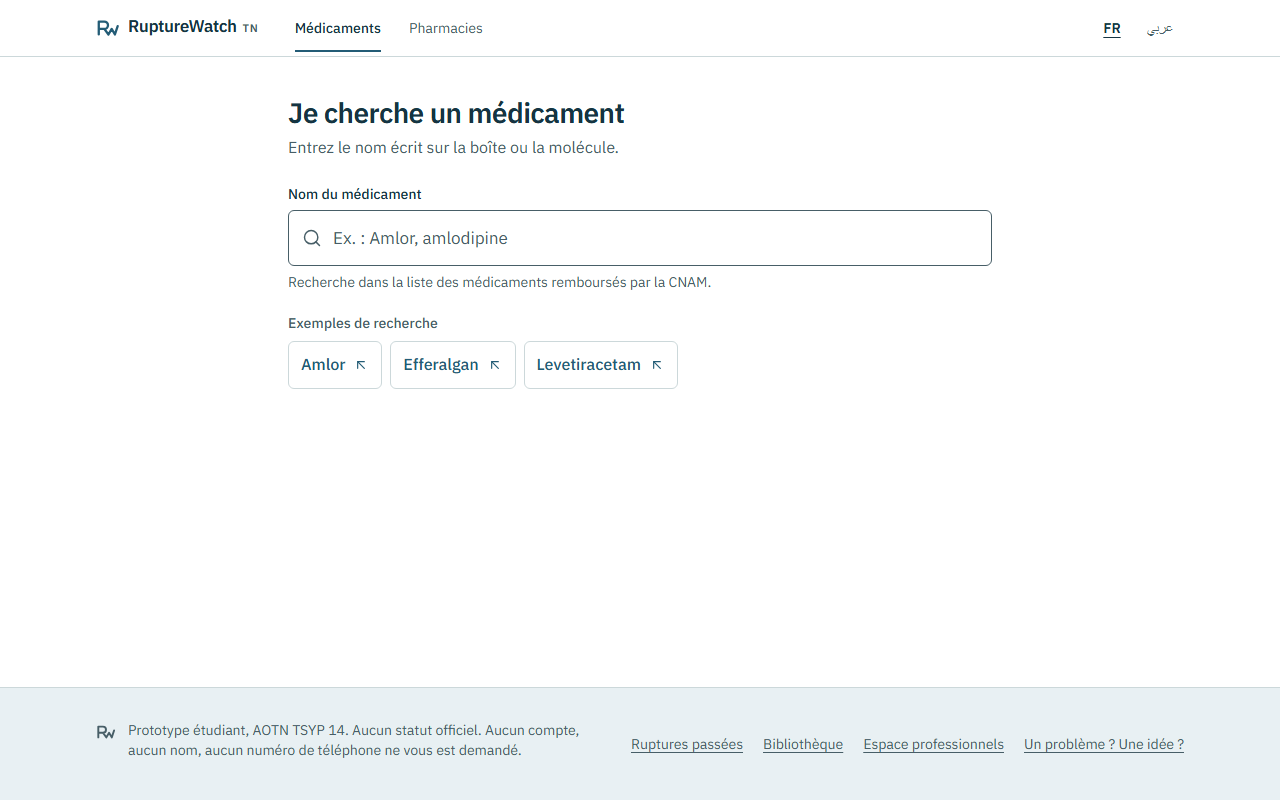 RuptureWatch TN
Médicaments
Pharmacies
FR
عربي
Je cherche un médicament
Entrez le nom écrit sur la boîte ou la molécule.
Nom du médicament
Ex. : Amlor, amlodipine
Recherche dans la liste des médicaments remboursés par la CNAM.
Exemples de recherche
Amlor
Efferalgan
Levetiracetam
Prototype étudiant, AOTN TSYP 14. Aucun statut officiel. Aucun compte,
aucun nom, aucun numéro de téléphone ne vous est demandé.
Ruptures passées
Bibliothèque
Espace professionnels
Un problème ? Une idée ?